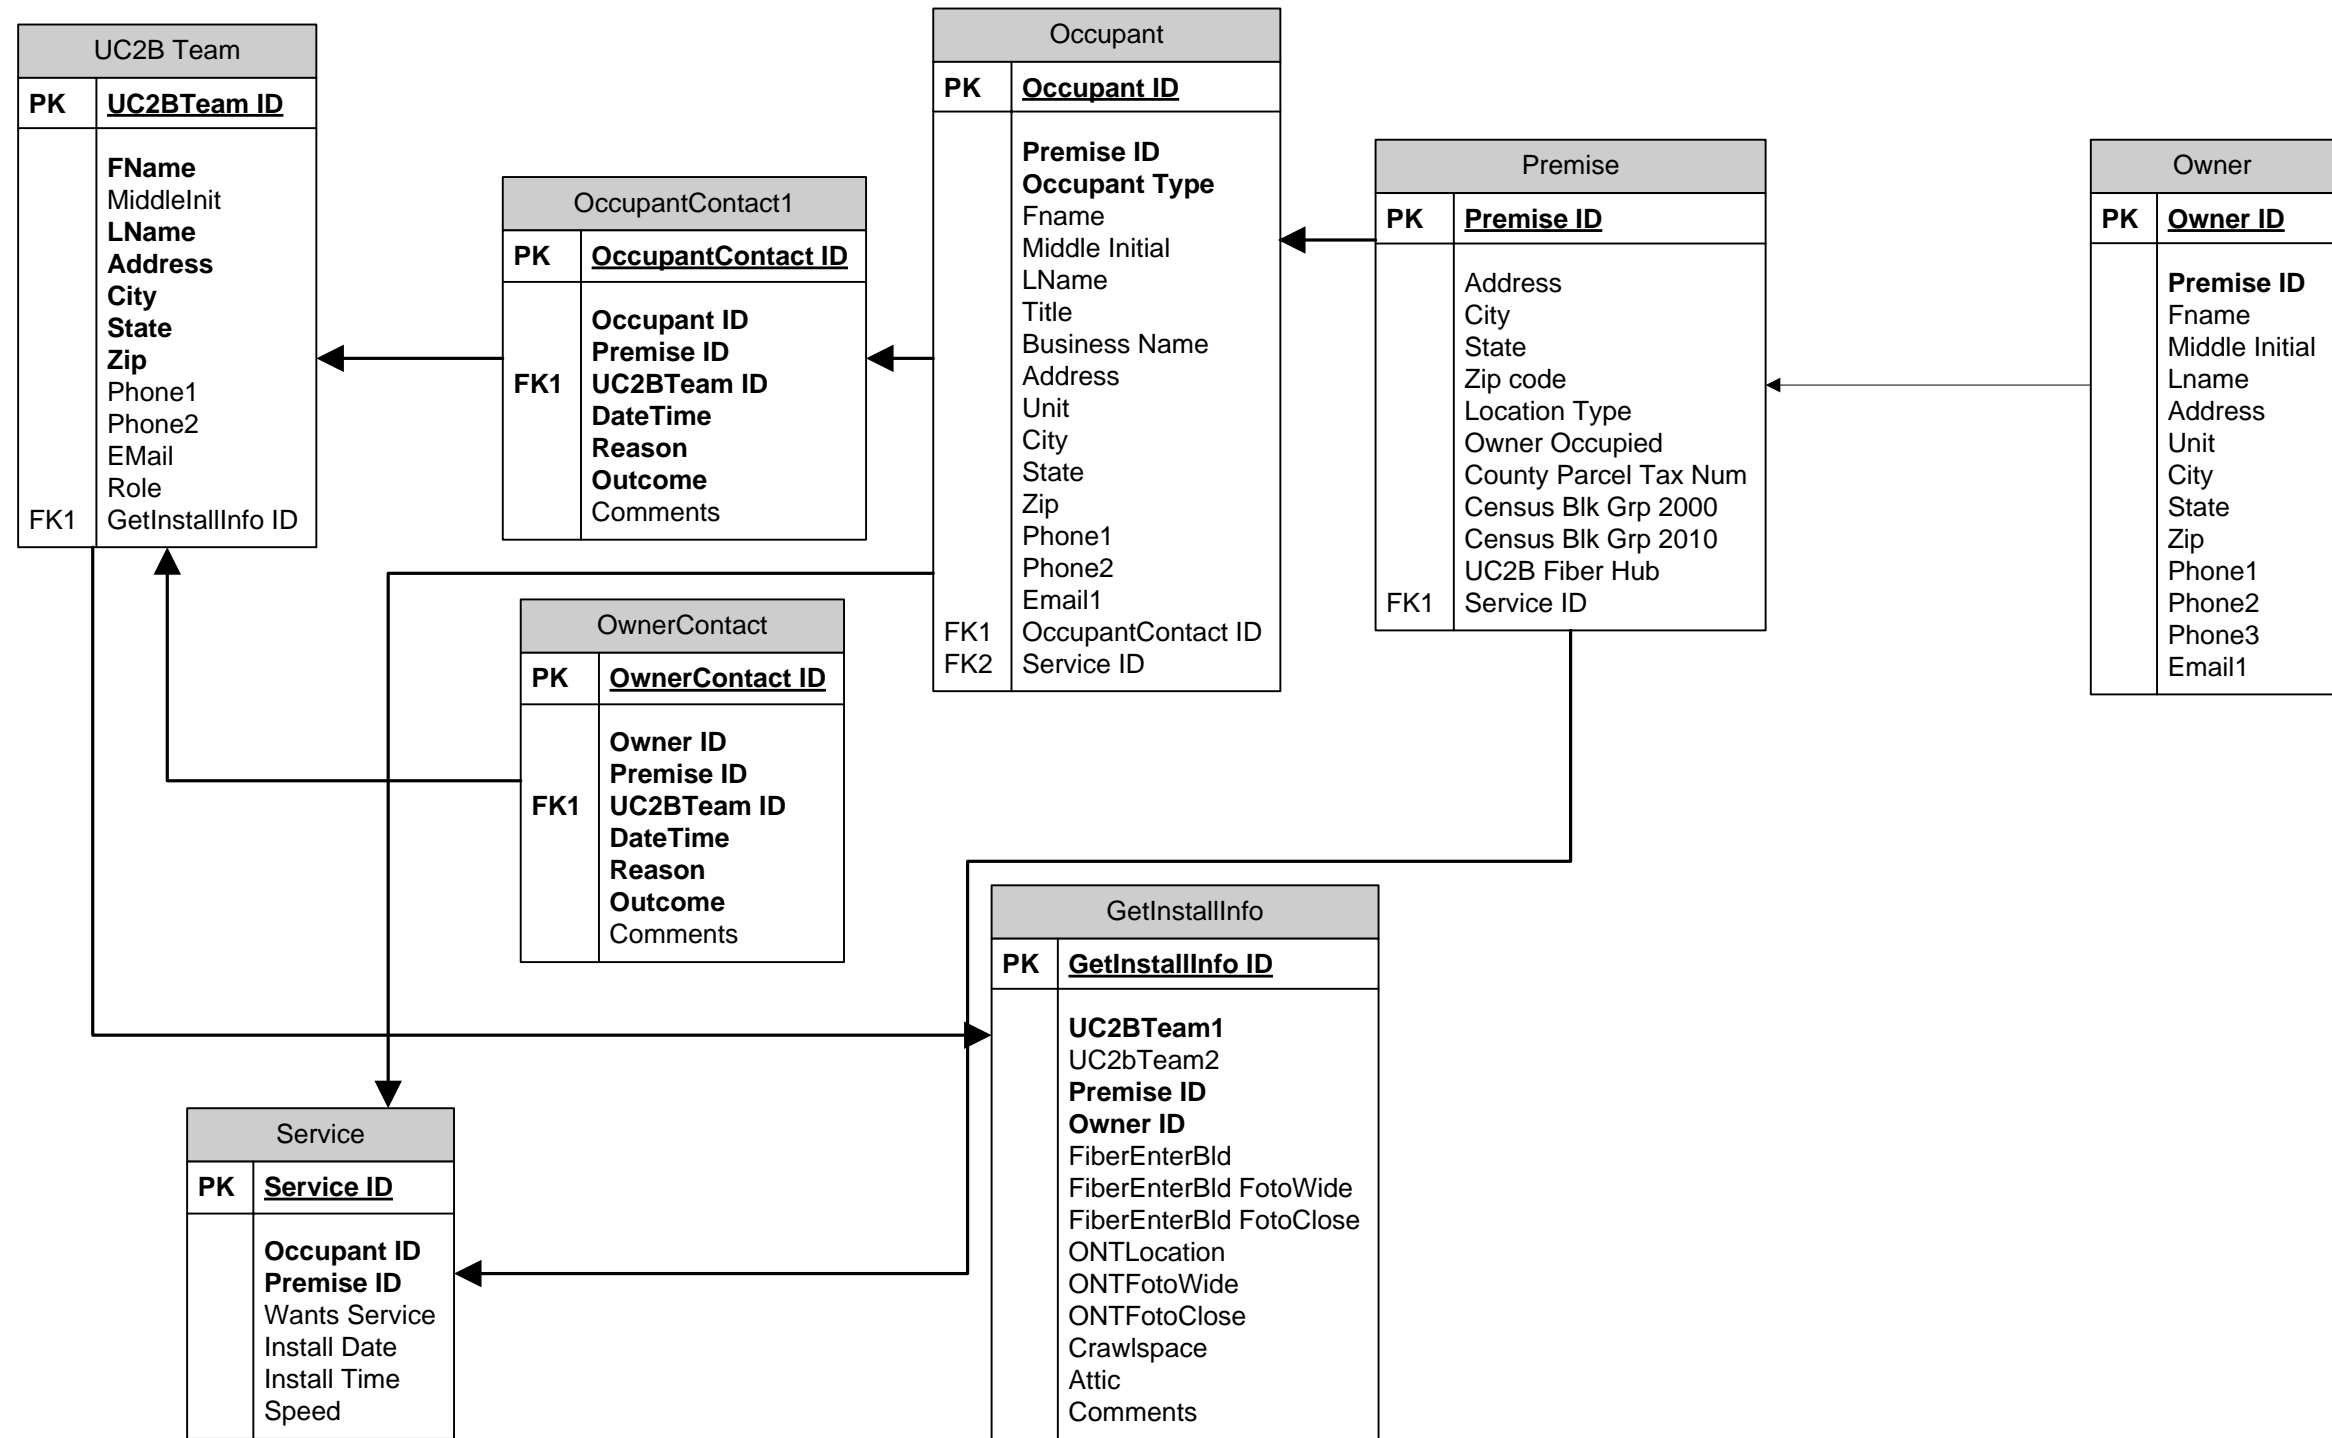 UC2B Team
PK UC2BTeam ID
FName
MiddleInit
LName
Address
City
State
Zip
Phone1
Phone2
EMail
Role
FK1 GetInstallInfo ID
OccupantContact1
PK OccupantContact ID
Occupant ID
Premise ID
FK1 UC2BTeam ID
DateTime
Reason
Outcome
Comments
Occupant
PK Occupant ID
Premise ID
Occupant Type
Fname
Middle Initial
LName
Title
Business Name
Address
Unit
City
State
Zip
Phone1
Phone2
Email1
FK1 OccupantContact ID
FK2 Service ID
Premise
PK Premise ID
Address
City
State
Zip code
Location Type
Owner Occupied
County Parcel Tax Num
Census Blk Grp 2000
Census Blk Grp 2010
UC2B Fiber Hub
FK1 Service ID
Owner
PK Owner ID
Premise ID
Fname
Middle Initial
Lname
Address
Unit
City
State
Zip
Phone1
Phone2
Phone3
Email1
OwnerContact
PK OwnerContact ID
Owner ID
Premise ID
FK1 UC2BTeam ID
DateTime
Reason
Outcome
Comments
GetInstallInfo
PK GetInstallInfo ID
UC2BTeam1
UC2bTeam2
Premise ID
Owner ID
FiberEnterBld
FiberEnterBld FotoWide
FiberEnterBld FotoClose
ONTLocation
ONTFotoWide
ONTFotoClose
Crawlspace
Attic
Comments
Service
PK Service ID
Occupant ID
Premise ID
Wants Service
Install Date
Install Time
Speed